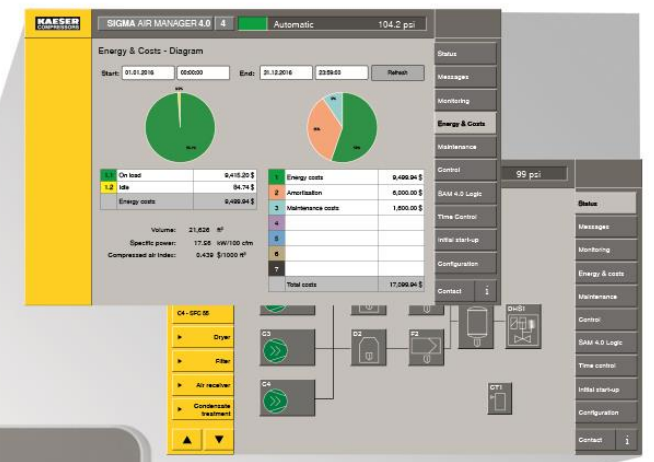 KAESER
COMPRESSORS
SIGMA AIR MANAGER 4.0 4 Automatic 104.2 psi
Energy & Costs - Diagram
Start: 01.01.2016 00:00:00 End: 31.12.2016 23:59:00 Refresh
1.1 On load 9,415.20 $
1.2 Idle 84.74 $
Energy costs 9,499.94 $
Volume: 21,626 ft³
Specific power: 17.96 kW/100 cfm
Compressed air index: 0.439 $/1000 ft³
1 Energy costs 9,499.94 $
2 Amortisation 6,000.00 $
3 Maintenance costs 1,600.00 $
4
5
6
7
Total costs 17,099.94 $
Status
Messages
Monitoring
Energy & Costs
Maintenance
Control
SAM 4.0 Logic
Time Control
Initial start-up
Configuration
Contact i
99 psi
Status
Messages
Monitoring
Energy & costs
Maintenance
Control
SAM 4.0 Logic
Time control
Initial start-up
Configuration
Contact i
C4 - SFC 55
Dryer
Filter
Air receiver
Condensate
treatment
C3
D2
F2
DHS1
C4
CT1